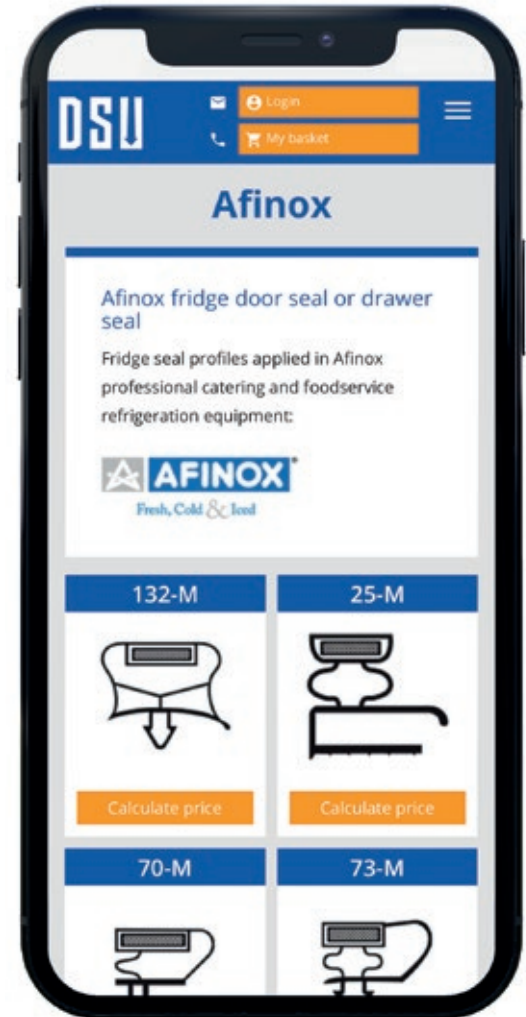 DSU
Login
My basket
Afinox
Afinox fridge door seal or drawer
seal
Fridge seal profiles applied in Afinox
professional catering and foodservice
refrigeration equipment:
AFINOX
Fresh, Cold & Iced
132-M
25-M
Calculate price
Calculate price
70-M
73-M